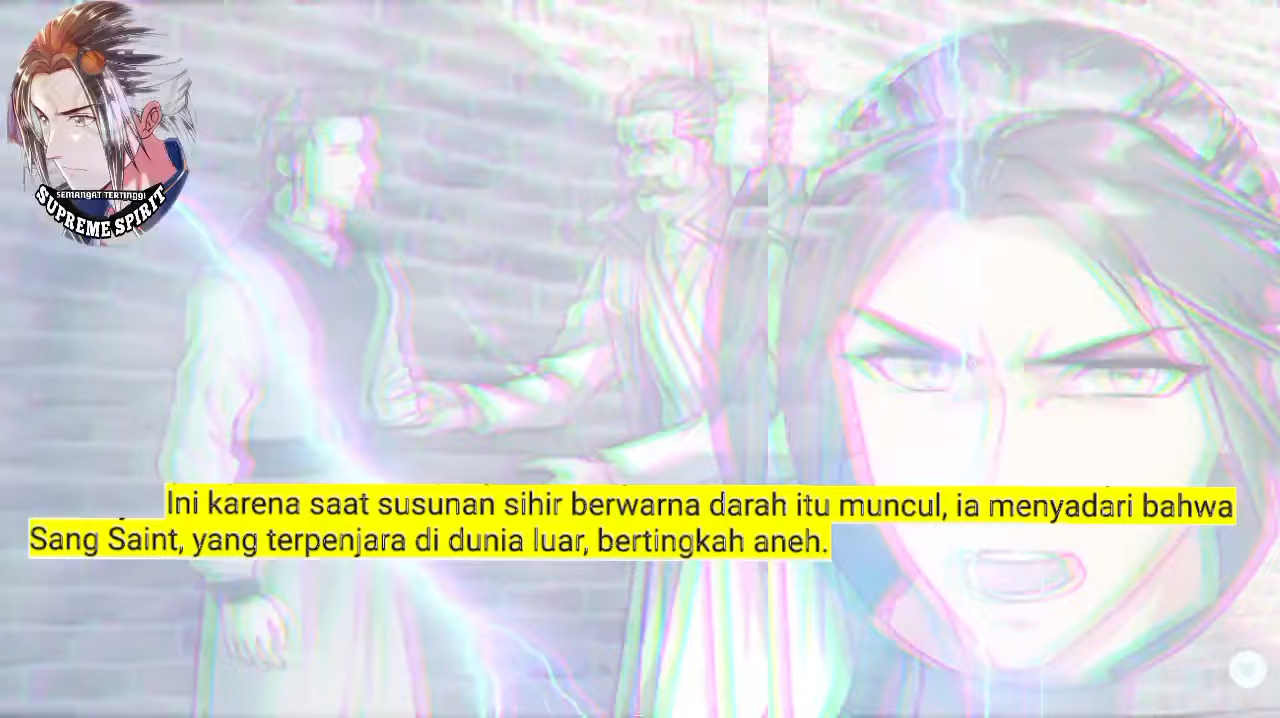 SEMANGAT TERTINGGI
SUPREME SPIRIT
Ini karena saat susunan sihir berwarna darah itu muncul, ia menyadari bahwa
Sang Saint, yang terpenjara di dunia luar, bertingkah aneh.